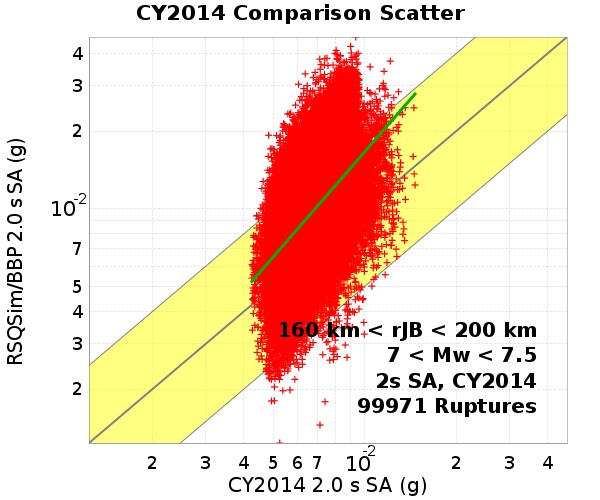 CY2014 Comparison Scatter
RSQSim/BBP 2.0 s SA (g)
4
3
2
10-2
7
5
4
3
2
160 km < rJB < 200 km
7 < Mw < 7.5
2s SA, CY2014
99971 Ruptures
2 3 4 5 6 7 10-2 2 3 4
CY2014 2.0 s SA (g)